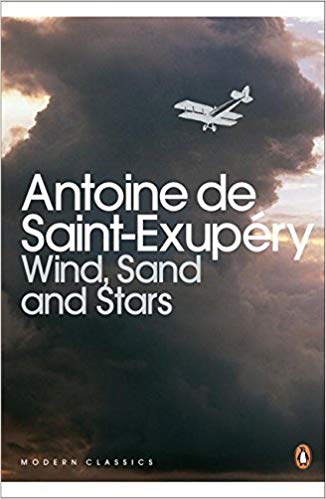 Antoine de
Saint-Exupéry
Wind, Sand
and Stars
MODERN CLASSICS